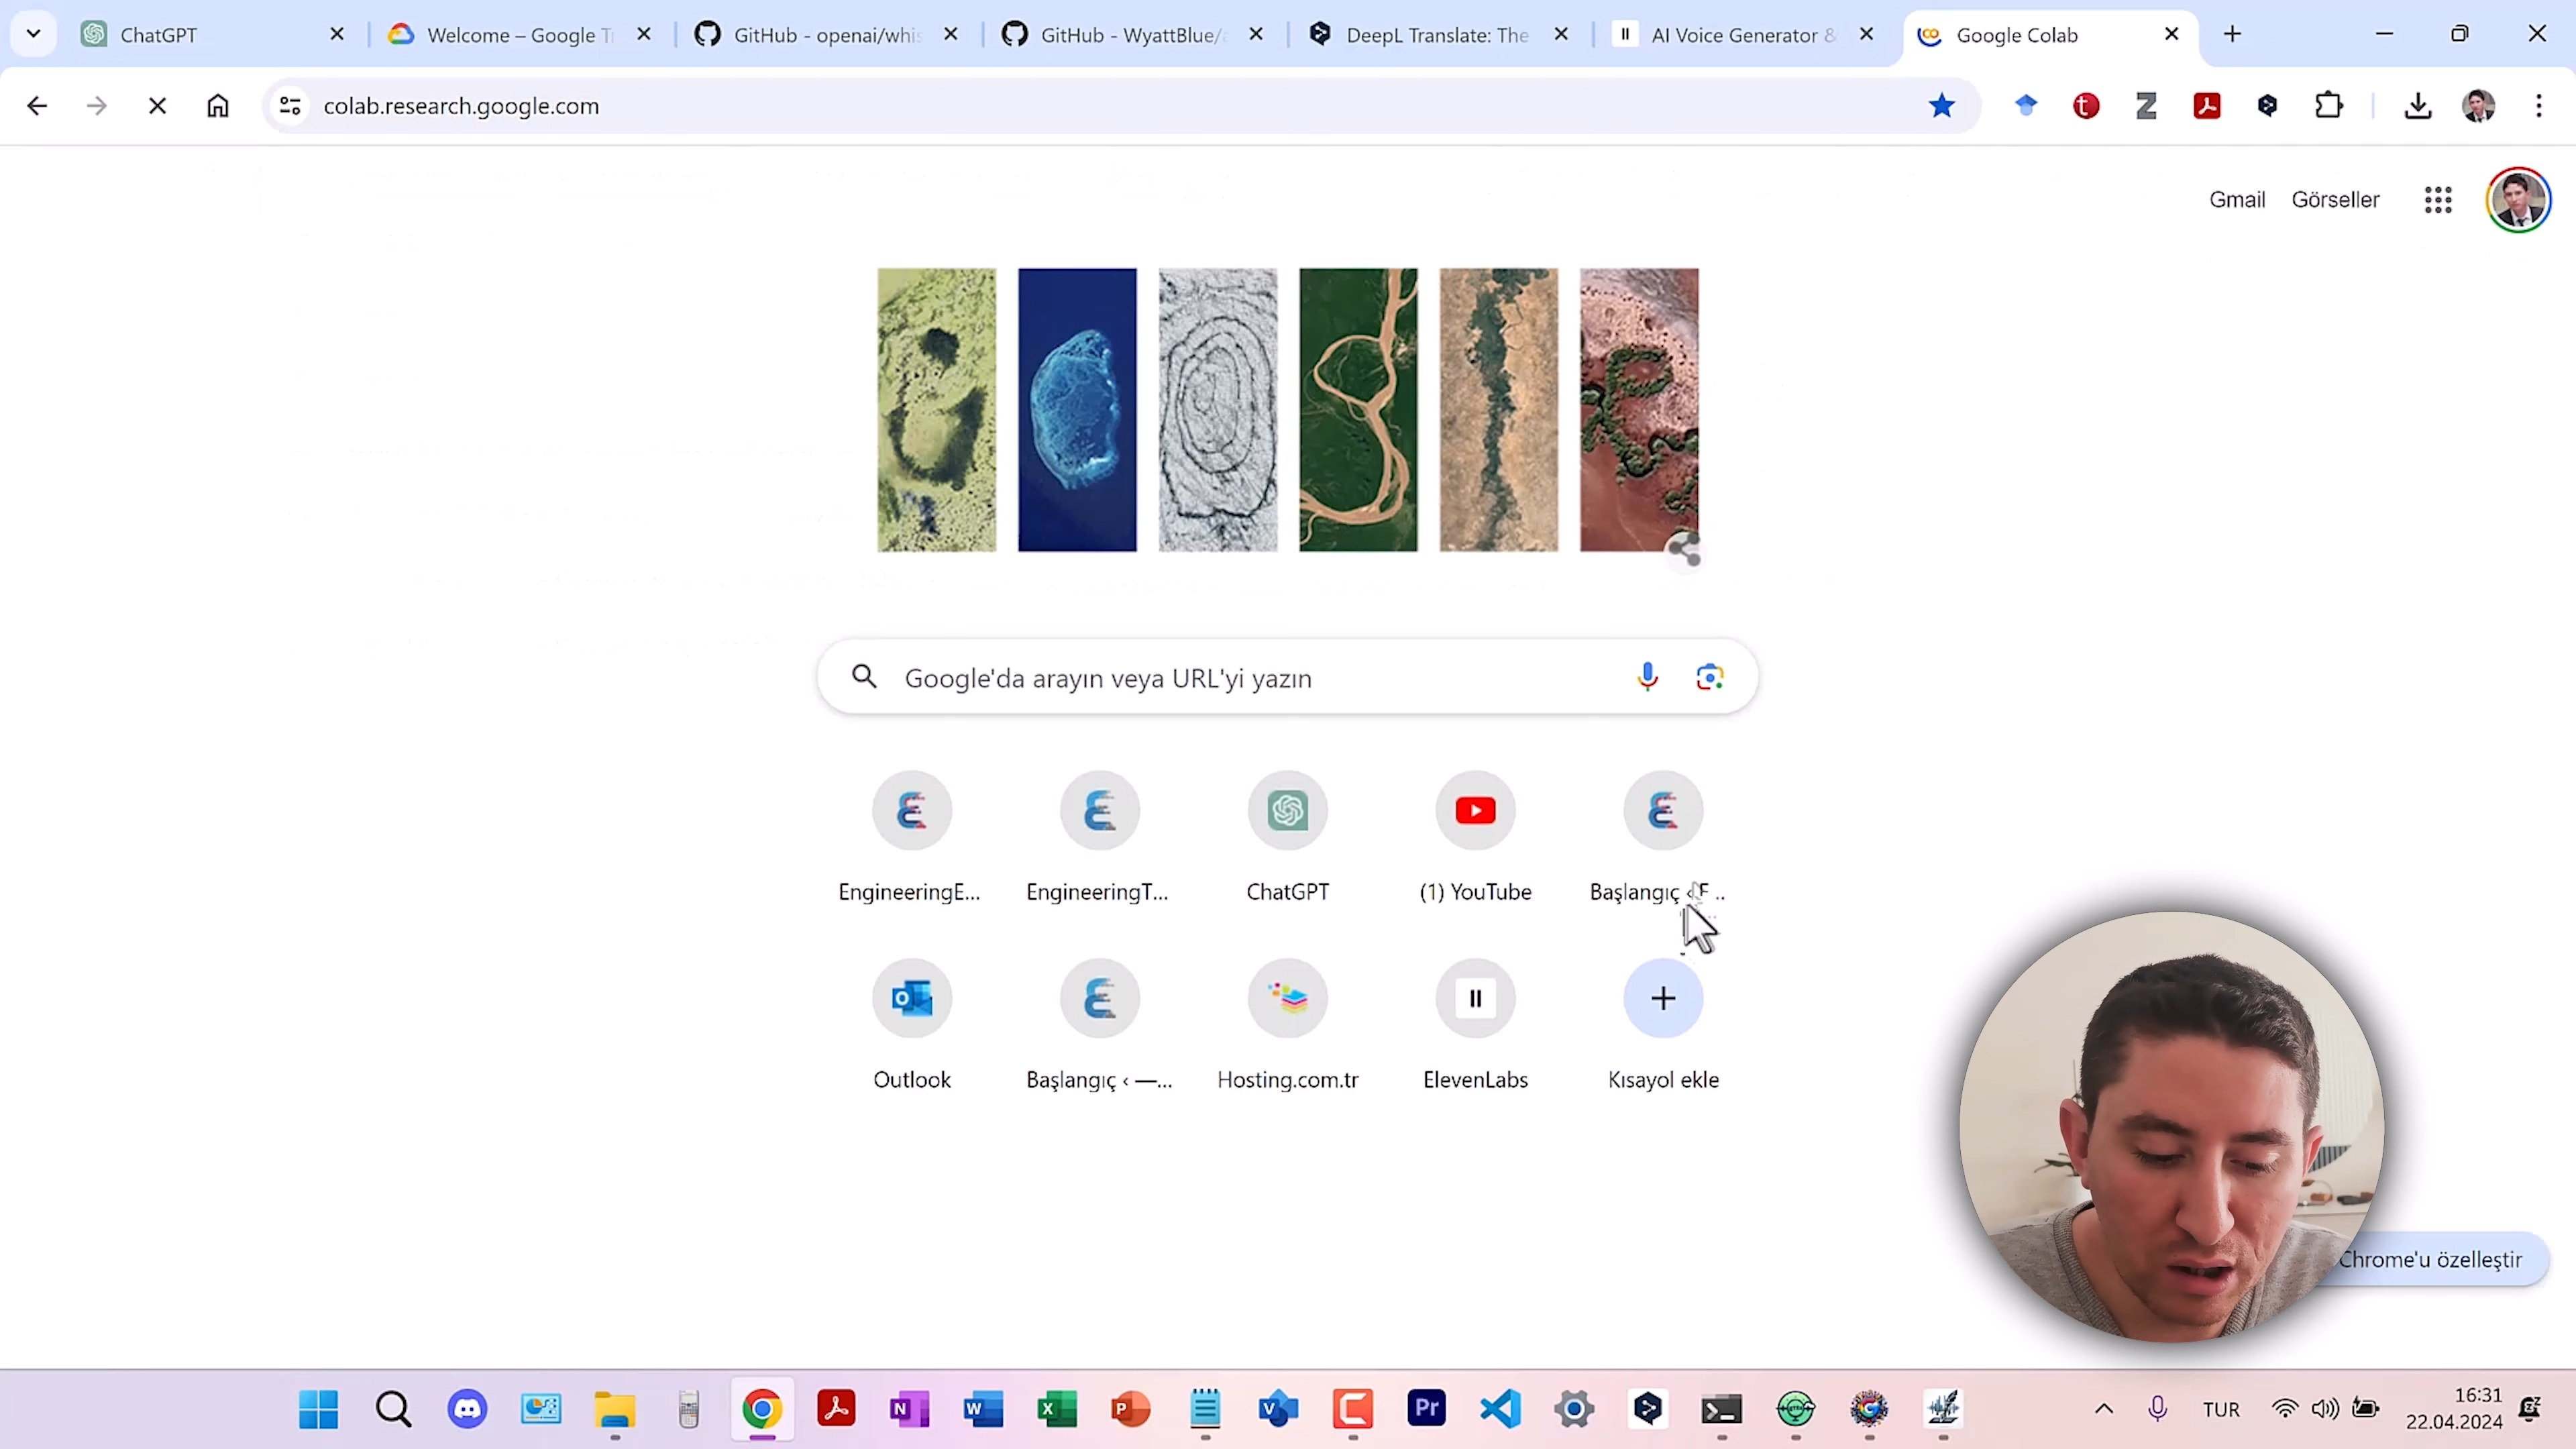 ChatGPT
Welcome – Google Tr
GitHub - openai/whis
GitHub - WyattBlue/a
DeepL Translate: The
AI Voice Generator &
Google Colab
colab.research.google.com
Gmail
Görseller
Google'da arayın veya URL'yi yazın
EngineeringE...
EngineeringT...
ChatGPT
(1) YouTube
Başlangıç ‹ F...
Outlook
Başlangıç ‹ —...
Hosting.com.tr
ElevenLabs
Kısayol ekle
Chrome'u özelleştir
TUR
16:31
22.04.2024